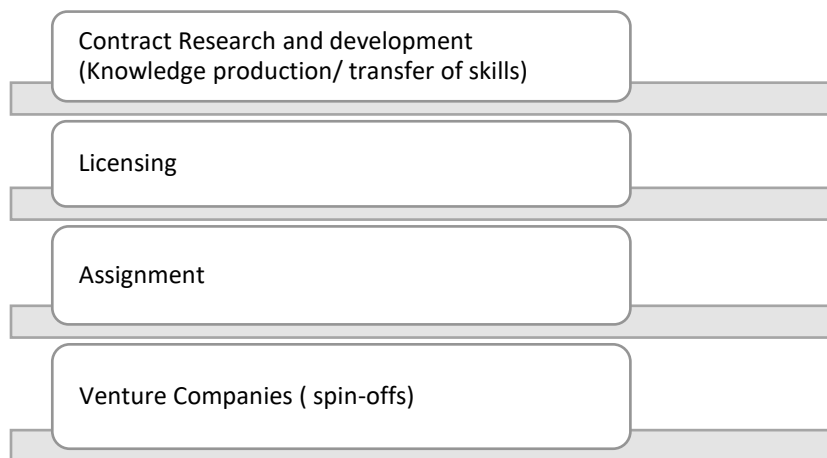 Contract Research and development
(Knowledge production/ transfer of skills)
Licensing
Assignment
Venture Companies ( spin-offs)